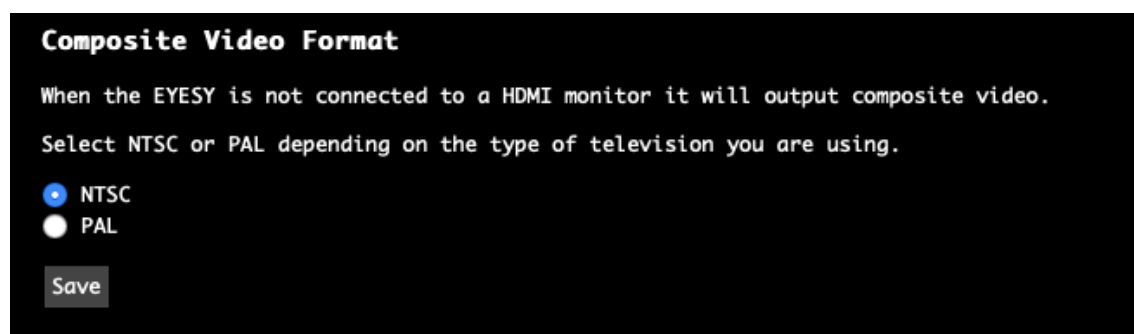 Composite Video Format
When the EYESY is not connected to a HDMI monitor it will output composite video.
Select NTSC or PAL depending on the type of television you are using.
NTSC
PAL
Save